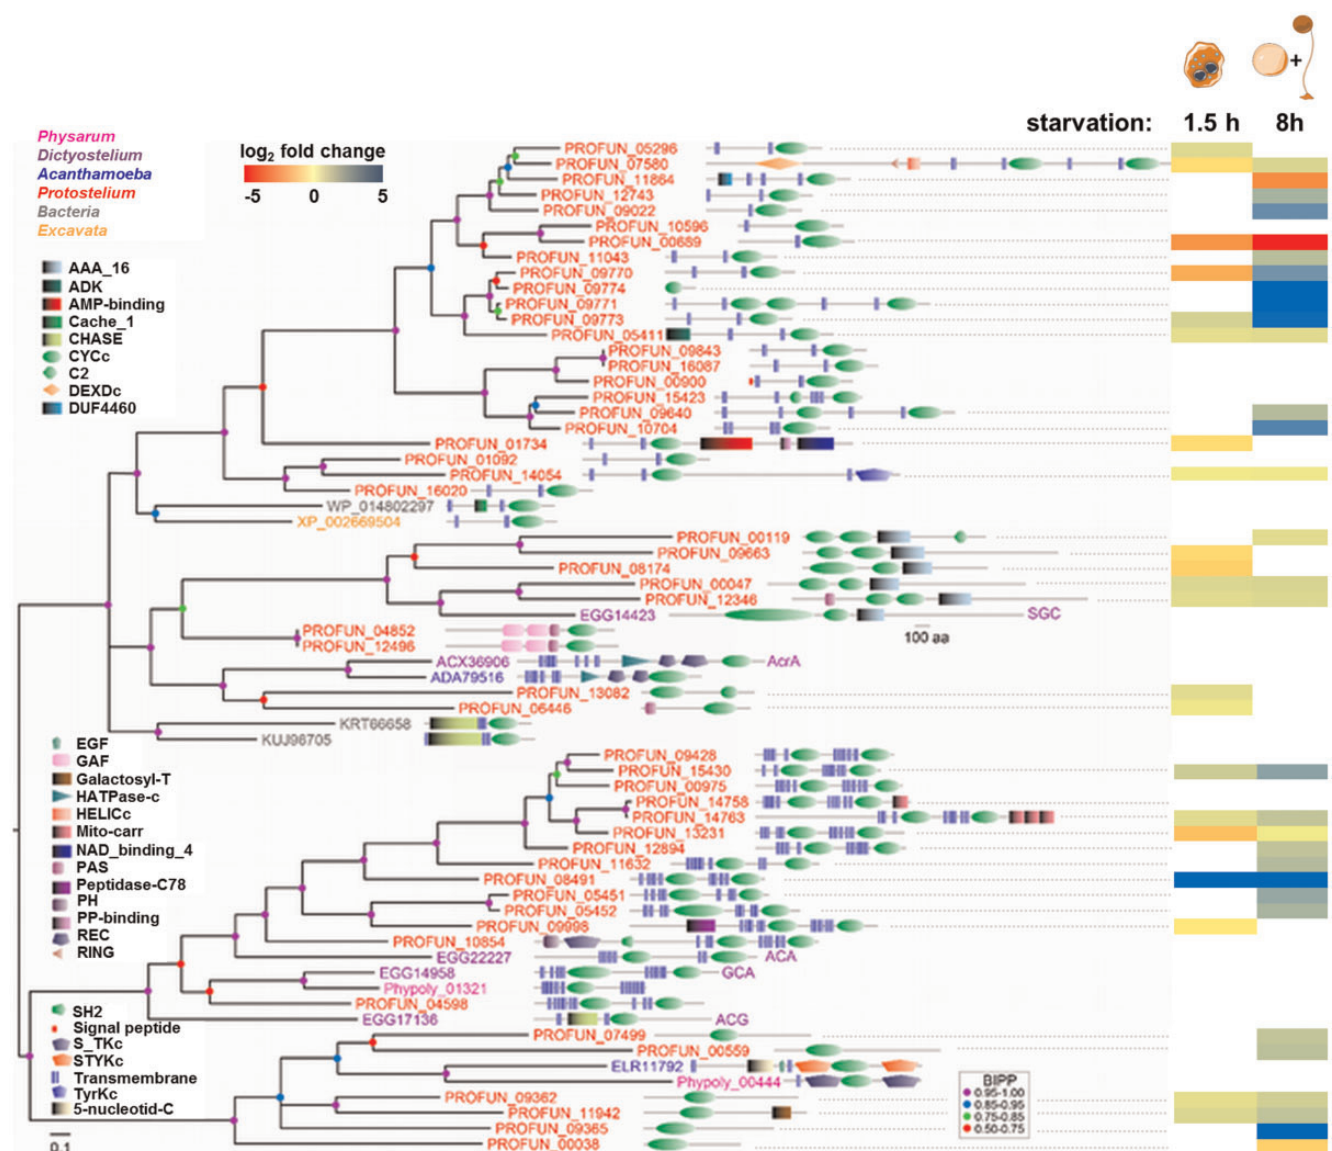 starvation: 1.5 h 8h
Physarum
Dictyostelium
Acanthamoeba
Protostelium
Bacteria
Excavata
log2 fold change
-5 0 5
AAA_16
ADK
AMP-binding
Cache_1
CHASE
CYCc
C2
DEXDc
DUF4460
PROFUN_05296
PROFUN_07580
PROFUN_11864
PROFUN_12743
PROFUN_09022
PROFUN_10596
PROFUN_00689
PROFUN_11043
PROFUN_09770
PROFUN_09774
PROFUN_09771
PROFUN_09773
PROFUN_05411
PROFUN_09843
PROFUN_16087
PROFUN_00900
PROFUN_15423
PROFUN_09640
PROFUN_10704
PROFUN_01734
PROFUN_01092
PROFUN_14054
PROFUN_16020
WP_014802297
XP_002669504
PROFUN_00119
PROFUN_09663
PROFUN_08174
PROFUN_00047
PROFUN_12346
EGG14423 SGC
100 aa
PROFUN_04852
PROFUN_12496
ACX36906 AcrA
ADA79516
PROFUN_13082
PROFUN_06446
KRT66658
KUJ98705
EGF
GAF
Galactosyl-T
HATPase-c
HELICc
Mito-carr
NAD_binding_4
PAS
Peptidase-C78
PH
PP-binding
REC
RING
PROFUN_09428
PROFUN_15430
PROFUN_00975
PROFUN_14758
PROFUN_14763
PROFUN_13231
PROFUN_12894
PROFUN_11632
PROFUN_08491
PROFUN_05451
PROFUN_05452
PROFUN_09998
PROFUN_10854
EGG22227 ACA
EGG14958 GCA
Phypoly_01321
PROFUN_04598
EGG17136 ACG
SH2
Signal peptide
S_TKc
STYKc
Transmembrane
TyrKc
5-nucleotid-C
PROFUN_07499
PROFUN_00559
ELR11792
Phypoly_00444
PROFUN_09362
PROFUN_11942
PROFUN_09365
PROFUN_00038
BIPP
0.95-1.00
0.85-0.95
0.75-0.85
0.50-0.75
0.1